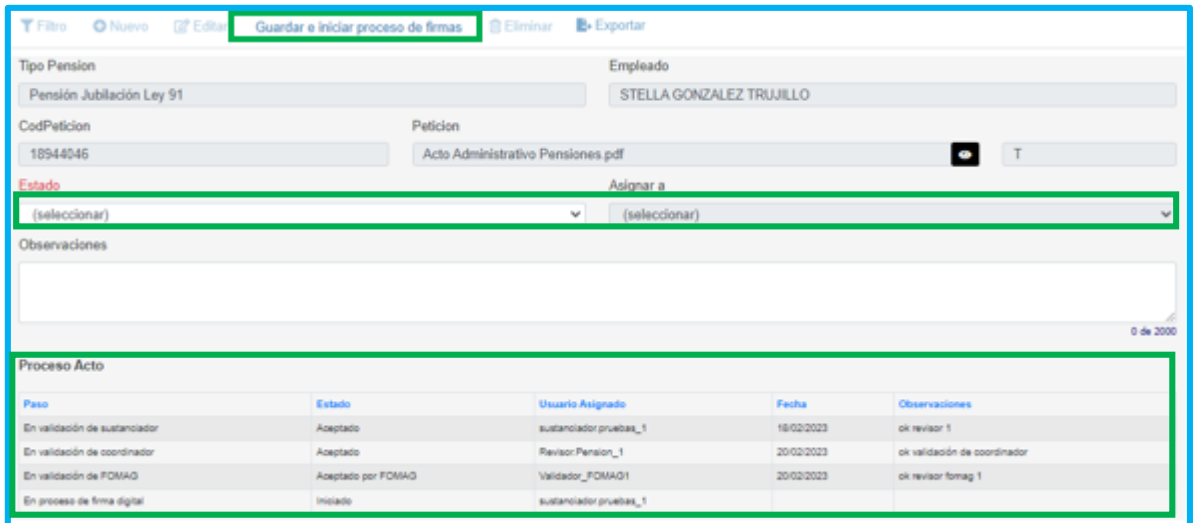 Filtro Nuevo Editar Guardar e iniciar proceso de firmas Eliminar Exportar
Tipo Pension Empleado
Pensión Jubilación Ley 91 STELLA GONZALEZ TRUJILLO
CodPeticion Peticion
18944046 Acto Administrativo Pensiones.pdf T
Estado Asignar a
(seleccionar) (seleccionar)
Observaciones
0 de 2000
Proceso Acto
Paso Estado Usuario Asignado Fecha Observaciones
En validación de sustanciador Aceptado sustanciador.pruebas_1 18/02/2023 ok revisor 1
En validación de coordinador Aceptado Revisor.Pension_1 20/02/2023 ok validación de coordinador
En validación de FOMAG Aceptado por FOMAG Validador_FOMAG1 20/02/2023 ok revisor fomag 1
En proceso de firma digital Iniciado sustanciador.pruebas_1